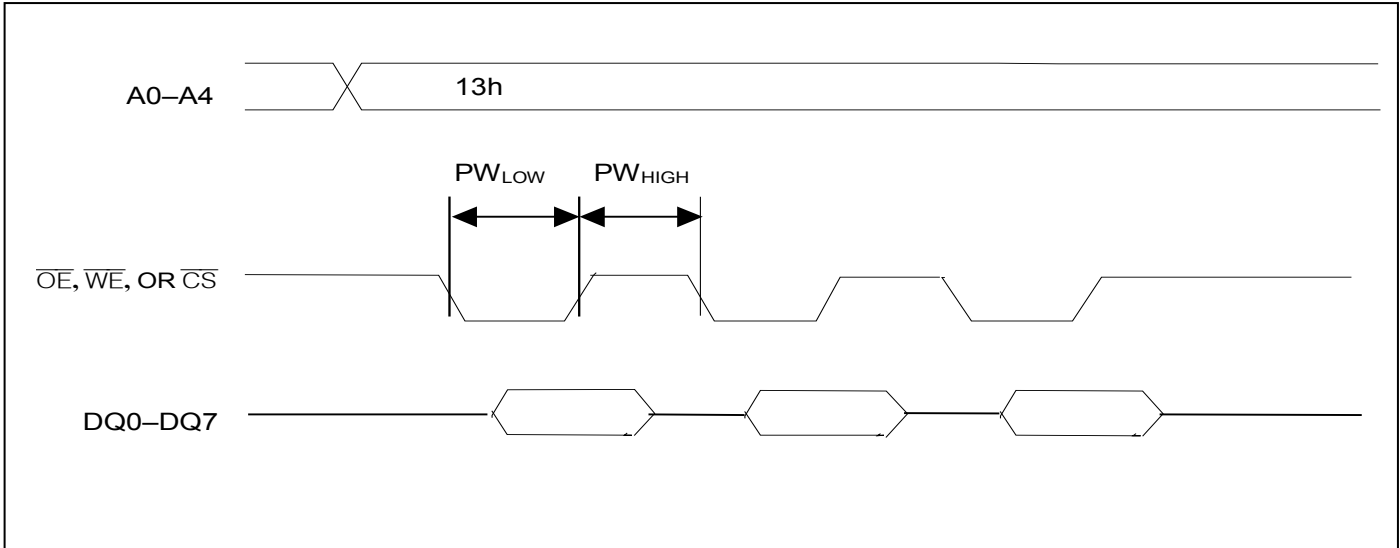 A0–A4
13h
PWLOW PWHIGH
OE, WE, OR CS
DQ0–DQ7